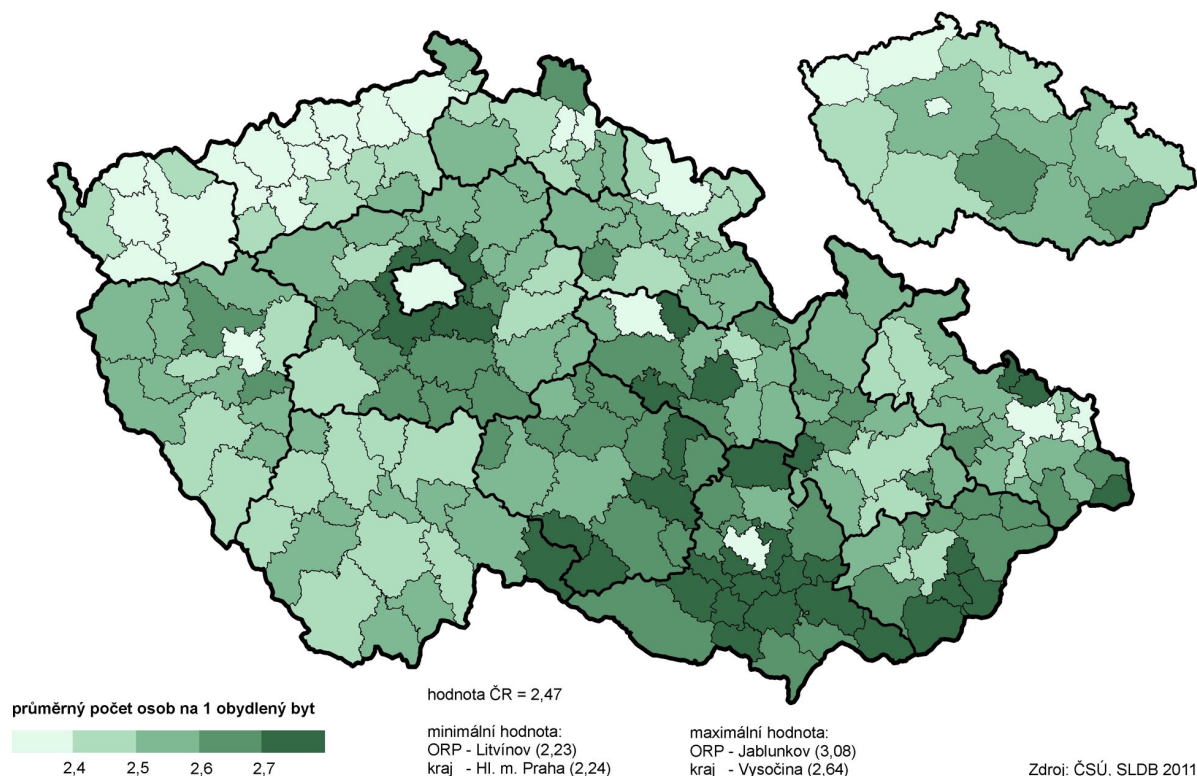 průměrný počet osob na 1 obydlený byt
2,4 2,5 2,6 2,7
hodnota ČR = 2,47
minimální hodnota:
ORP - Litvínov (2,23)
kraj - Hl. m. Praha (2,24)
maximální hodnota:
ORP - Jablunkov (3,08)
kraj - Vysočina (2,64)
Zdroj: ČSÚ, SLDB 2011